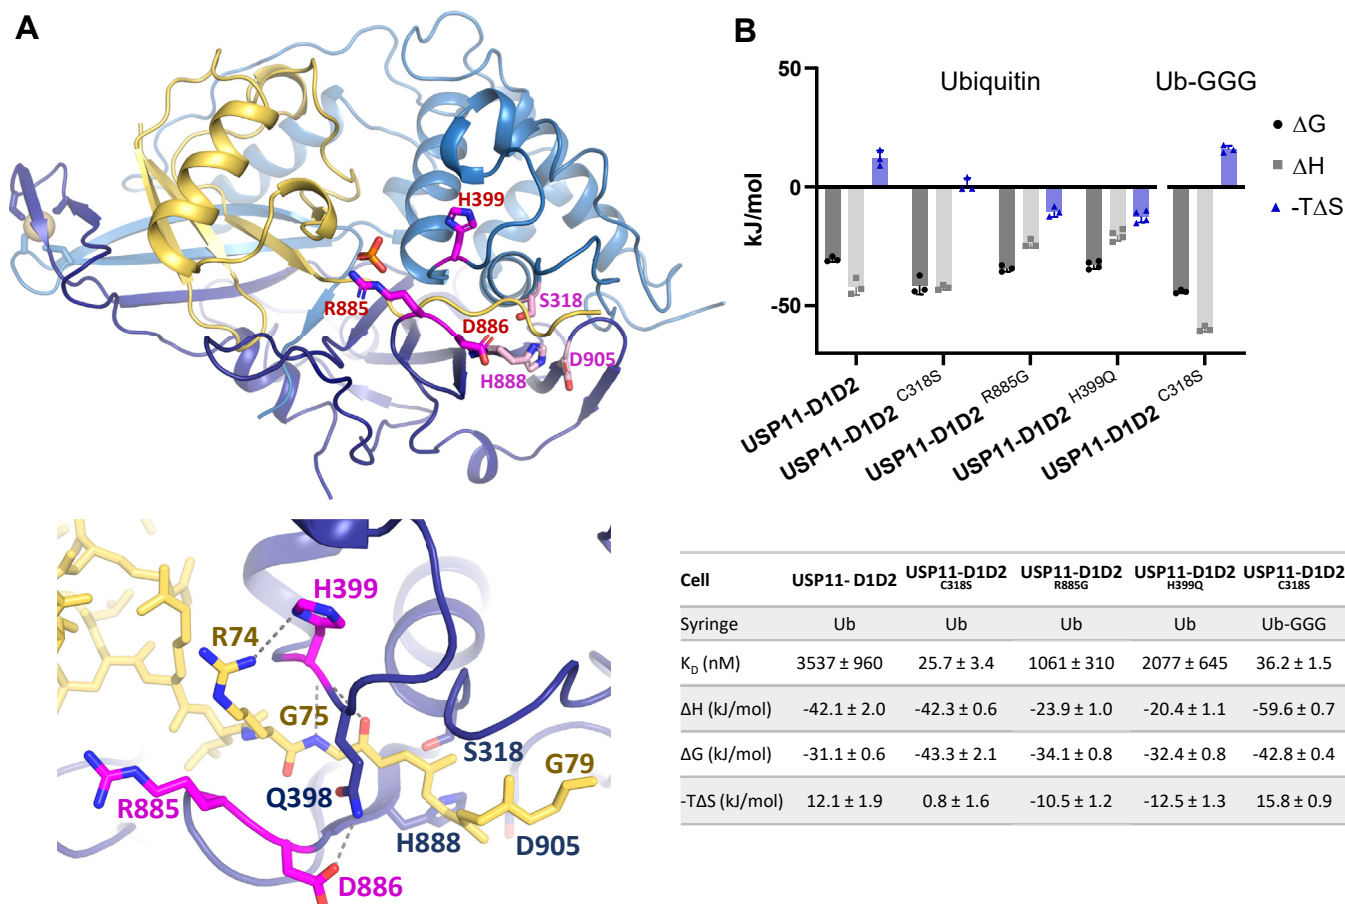 A
H399
R885
S318
D886
H888
D905
H399
R74
G75
S318
G79
Q398
R885
H888
D905
D886
B
50
0
-50
kJ/mol
Ubiquitin
Ub-GGG
ΔG
ΔH
-TΔS
USP11-D1D2
USP11-D1D2 C318S
USP11-D1D2 R885G
USP11-D1D2 H399Q
USP11-D1D2 C318S
Cell USP11- D1D2 USP11-D1D2 C318S USP11-D1D2 R885G USP11-D1D2 H399Q USP11-D1D2 C318S
Syringe Ub Ub Ub Ub Ub-GGG
KD (nM) 3537 ± 960 25.7 ± 3.4 1061 ± 310 2077 ± 645 36.2 ± 1.5
ΔH (kJ/mol) -42.1 ± 2.0 -42.3 ± 0.6 -23.9 ± 1.0 -20.4 ± 1.1 -59.6 ± 0.7
ΔG (kJ/mol) -31.1 ± 0.6 -43.3 ± 2.1 -34.1 ± 0.8 -32.4 ± 0.8 -42.8 ± 0.4
-TΔS (kJ/mol) 12.1 ± 1.9 0.8 ± 1.6 -10.5 ± 1.2 -12.5 ± 1.3 15.8 ± 0.9